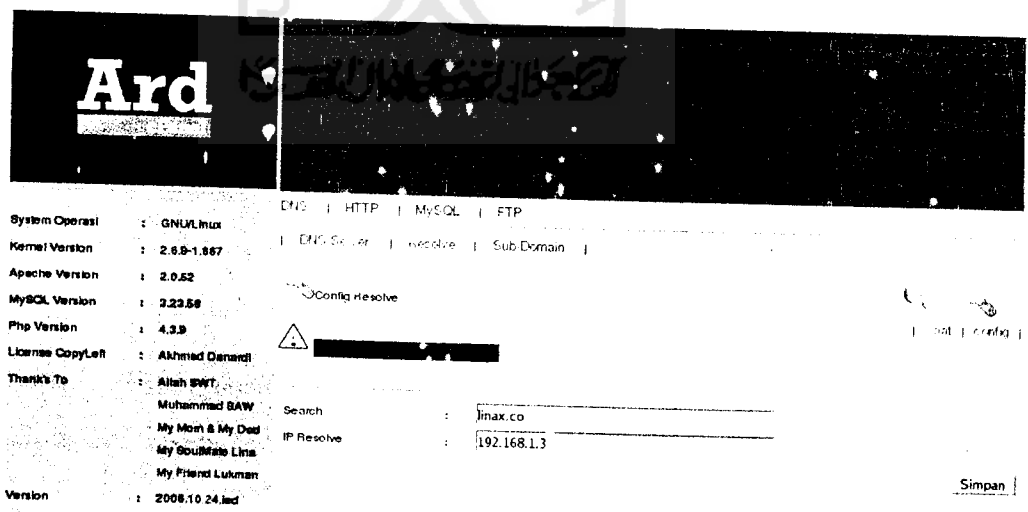 Ard
DNS | HTTP | MySQL | FTP
| DNS Server | Resolve | Sub-Domain |
System Operasi : GNU/Linux
Kernel Version : 2.6.9-1.667
Apache Version : 2.0.52
MySQL Version : 3.23.58
Php Version : 4.3.9
License CopyLeft : Akhmad Danardi
Thank's To : Allah SWT
Muhammad SAW
My Mom & My Dad
My SoulMate Lina
My Friend Lukman
Version : 2006.10.24
Config Resolve
| | config |
Search : linax.co
IP Resolve : 192.168.1.3
Simpan